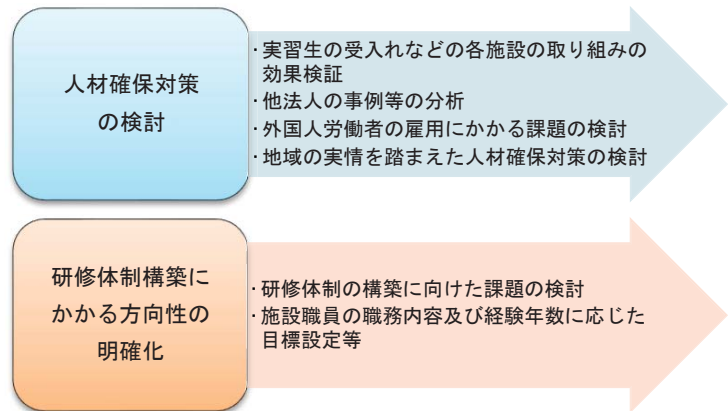 人材確保対策
の検討
・実習生の受入れなどの各施設の取り組みの
効果検証
・他法人の事例等の分析
・外国人労働者の雇用にかかる課題の検討
・地域の実情を踏まえた人材確保対策の検討
研修体制構築に
かかる方向性の
明確化
・研修体制の構築に向けた課題の検討
・施設職員の職務内容及び経験年数に応じた
目標設定等